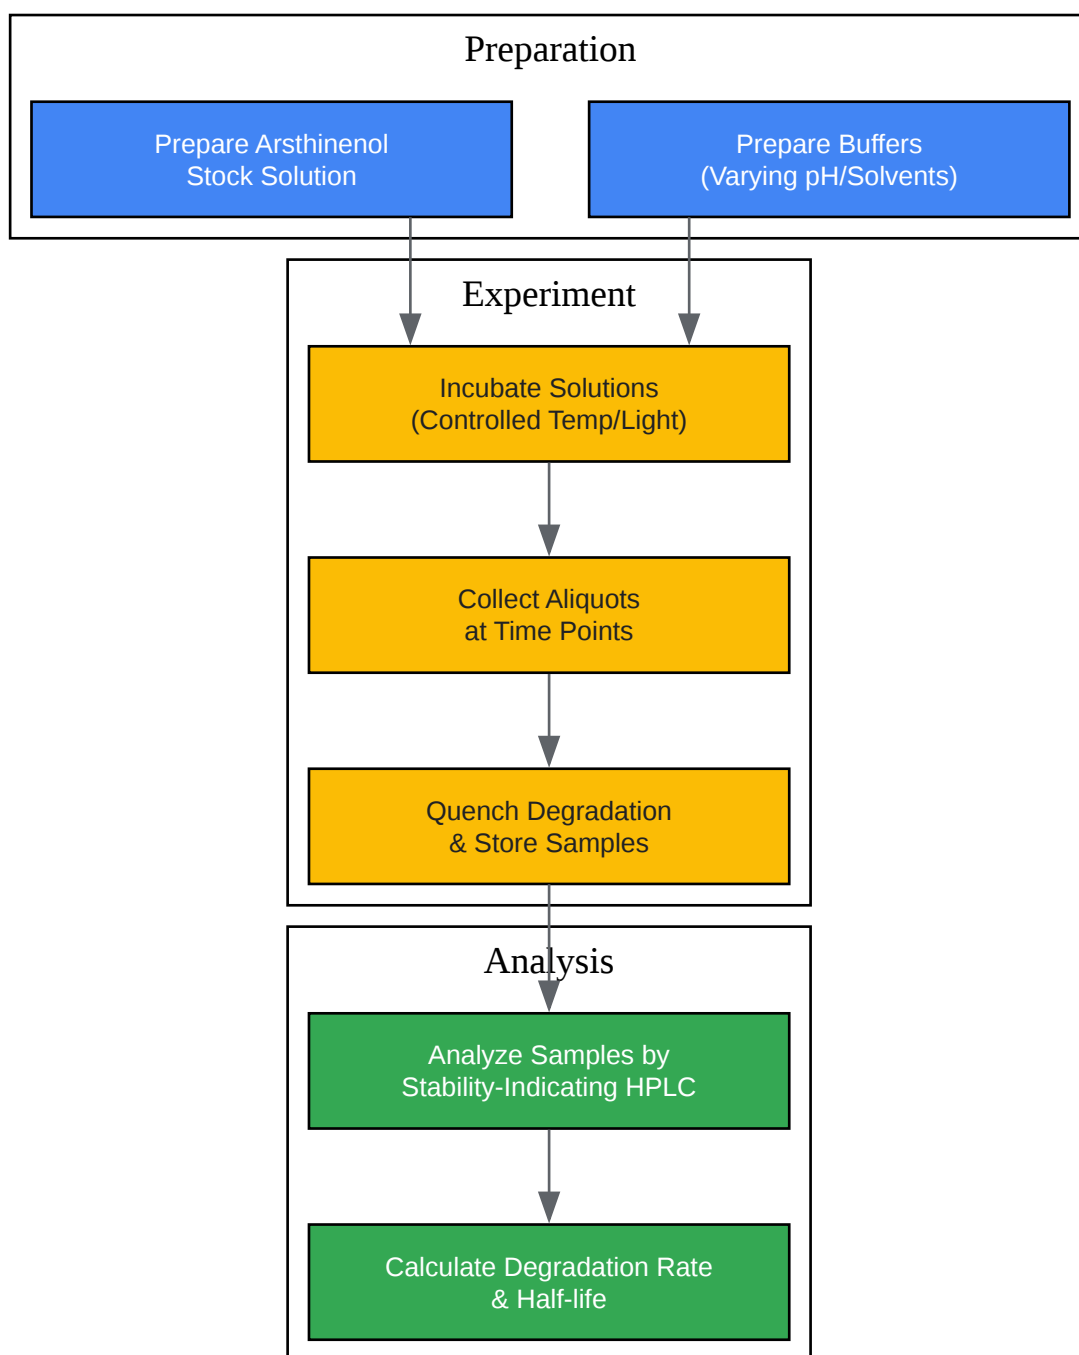 Preparation
Prepare Arsthinenol
Stock Solution
Prepare Buffers
(Varying pH/Solvents)
Experiment
Incubate Solutions
(Controlled Temp/Light)
Collect Aliquots
at Time Points
Quench Degradation
& Store Samples
Analysis
Analyze Samples by
Stability-Indicating HPLC
Calculate Degradation Rate
& Half-life